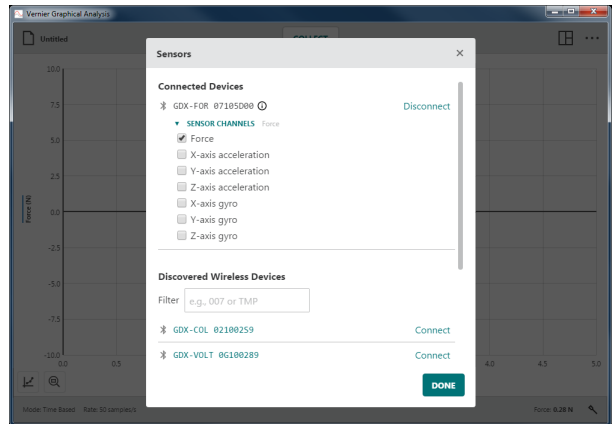 Vernier Graphical Analysis
Untitled
Sensors
Connected Devices
GDX-FOR 07105D00
Disconnect
SENSOR CHANNELS Force
Force
X-axis acceleration
Y-axis acceleration
Z-axis acceleration
X-axis gyro
Y-axis gyro
Z-axis gyro
Discovered Wireless Devices
Filter e.g., 007 or TMP
GDX-COL 02100259 Connect
GDX-VOLT 0G100289 Connect
DONE
10.0
7.5
5.0
2.5
0.0
-2.5
-5.0
-7.5
-10.0
Force (N)
0.0 0.5 4.0 4.5 5.0
Mode: Time Based Rate: 50 samples/s
Force: 0.28 N